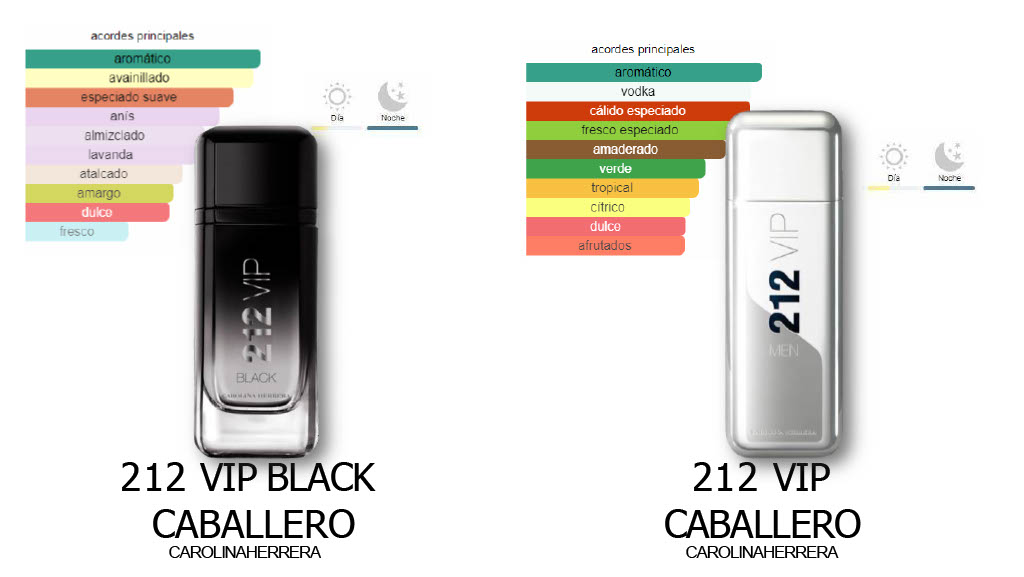 acordes principales
aromático
avainillado
especiado suave
anís
almizclado
lavanda
atalcado
amargo
dulce
fresco
Día
Noche
212 VIP
BLACK
CAROLINA HERRERA
212 VIP BLACK
CABALLERO
CAROLINAHERRERA
acordes principales
aromático
vodka
cálido especiado
fresco especiado
amaderado
verde
tropical
cítrico
dulce
afrutados
Día
Noche
212 VIP
MEN
212 VIP
CABALLERO
CAROLINAHERRERA